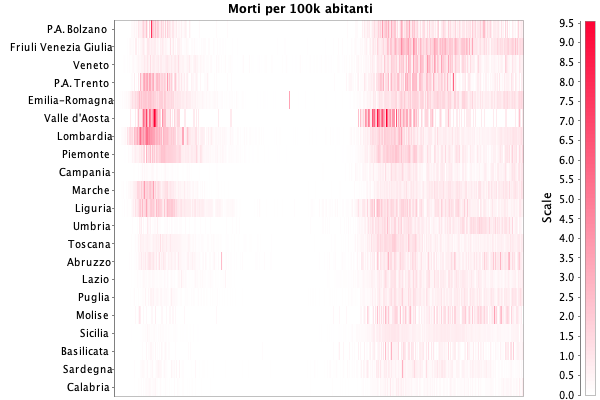 Morti per 100k abitanti
P.A. Bolzano
Friuli Venezia Giulia
Veneto
P.A. Trento
Emilia-Romagna
Valle d'Aosta
Lombardia
Piemonte
Campania
Marche
Liguria
Umbria
Toscana
Abruzzo
Lazio
Puglia
Molise
Sicilia
Basilicata
Sardegna
Calabria
Scale
9.5
9.0
8.5
8.0
7.5
7.0
6.5
6.0
5.5
5.0
4.5
4.0
3.5
3.0
2.5
2.0
1.5
1.0
0.5
0.0